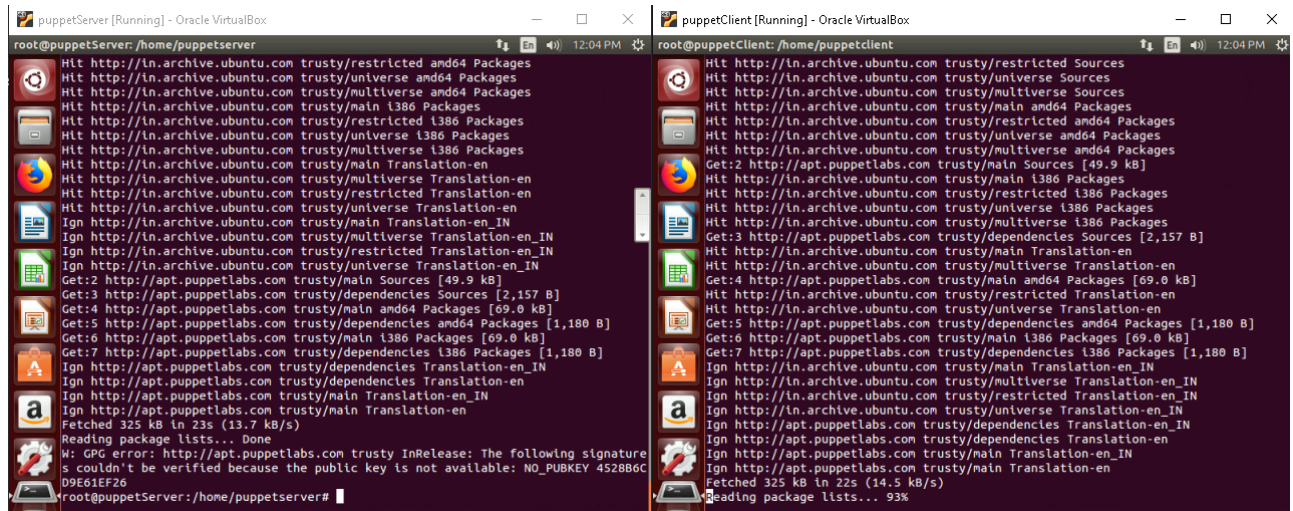 puppetServer [Running] - Oracle VirtualBox
root@puppetServer: /home/puppetserver
En
12:04 PM
Hit http://in.archive.ubuntu.com trusty/restricted amd64 Packages
Hit http://in.archive.ubuntu.com trusty/universe amd64 Packages
Hit http://in.archive.ubuntu.com trusty/multiverse amd64 Packages
Hit http://in.archive.ubuntu.com trusty/main i386 Packages
Hit http://in.archive.ubuntu.com trusty/restricted i386 Packages
Hit http://in.archive.ubuntu.com trusty/universe i386 Packages
Hit http://in.archive.ubuntu.com trusty/multiverse i386 Packages
Hit http://in.archive.ubuntu.com trusty/main Translation-en
Hit http://in.archive.ubuntu.com trusty/multiverse Translation-en
Hit http://in.archive.ubuntu.com trusty/restricted Translation-en
Hit http://in.archive.ubuntu.com trusty/universe Translation-en
Ign http://in.archive.ubuntu.com trusty/main Translation-en_IN
Ign http://in.archive.ubuntu.com trusty/multiverse Translation-en_IN
Ign http://in.archive.ubuntu.com trusty/restricted Translation-en_IN
Ign http://in.archive.ubuntu.com trusty/universe Translation-en_IN
Get:2 http://apt.puppetlabs.com trusty/main Sources [49.9 kB]
Get:3 http://apt.puppetlabs.com trusty/dependencies Sources [2,157 B]
Get:4 http://apt.puppetlabs.com trusty/main amd64 Packages [69.0 kB]
Get:5 http://apt.puppetlabs.com trusty/dependencies amd64 Packages [1,180 B]
Get:6 http://apt.puppetlabs.com trusty/main i386 Packages [69.0 kB]
Get:7 http://apt.puppetlabs.com trusty/dependencies i386 Packages [1,180 B]
Ign http://apt.puppetlabs.com trusty/dependencies Translation-en_IN
Ign http://apt.puppetlabs.com trusty/dependencies Translation-en
Ign http://apt.puppetlabs.com trusty/main Translation-en_IN
Ign http://apt.puppetlabs.com trusty/main Translation-en
Fetched 325 kB in 23s (13.7 kB/s)
Reading package lists... Done
W: GPG error: http://apt.puppetlabs.com trusty InRelease: The following signature
s couldn't be verified because the public key is not available: NO_PUBKEY 4528B6C
D9E61EF26
root@puppetServer:/home/puppetserver#
puppetClient [Running] - Oracle VirtualBox
root@puppetClient: /home/puppetclient
En
12:04 PM
Hit http://in.archive.ubuntu.com trusty/restricted Sources
Hit http://in.archive.ubuntu.com trusty/universe Sources
Hit http://in.archive.ubuntu.com trusty/multiverse Sources
Hit http://in.archive.ubuntu.com trusty/main amd64 Packages
Hit http://in.archive.ubuntu.com trusty/restricted amd64 Packages
Hit http://in.archive.ubuntu.com trusty/universe amd64 Packages
Hit http://in.archive.ubuntu.com trusty/multiverse amd64 Packages
Get:2 http://apt.puppetlabs.com trusty/main Sources [49.9 kB]
Hit http://in.archive.ubuntu.com trusty/main i386 Packages
Hit http://in.archive.ubuntu.com trusty/restricted i386 Packages
Hit http://in.archive.ubuntu.com trusty/universe i386 Packages
Hit http://in.archive.ubuntu.com trusty/multiverse i386 Packages
Get:3 http://apt.puppetlabs.com trusty/dependencies Sources [2,157 B]
Hit http://in.archive.ubuntu.com trusty/main Translation-en
Hit http://in.archive.ubuntu.com trusty/multiverse Translation-en
Get:4 http://apt.puppetlabs.com trusty/main amd64 Packages [69.0 kB]
Hit http://in.archive.ubuntu.com trusty/restricted Translation-en
Hit http://in.archive.ubuntu.com trusty/universe Translation-en
Get:5 http://apt.puppetlabs.com trusty/dependencies amd64 Packages [1,180 B]
Get:6 http://apt.puppetlabs.com trusty/main i386 Packages [69.0 kB]
Get:7 http://apt.puppetlabs.com trusty/dependencies i386 Packages [1,180 B]
Ign http://in.archive.ubuntu.com trusty/main Translation-en_IN
Ign http://in.archive.ubuntu.com trusty/multiverse Translation-en_IN
Ign http://in.archive.ubuntu.com trusty/restricted Translation-en_IN
Ign http://in.archive.ubuntu.com trusty/universe Translation-en_IN
Ign http://apt.puppetlabs.com trusty/dependencies Translation-en_IN
Ign http://apt.puppetlabs.com trusty/dependencies Translation-en
Ign http://apt.puppetlabs.com trusty/main Translation-en_IN
Ign http://apt.puppetlabs.com trusty/main Translation-en
Fetched 325 kB in 22s (14.5 kB/s)
Reading package lists... 93%